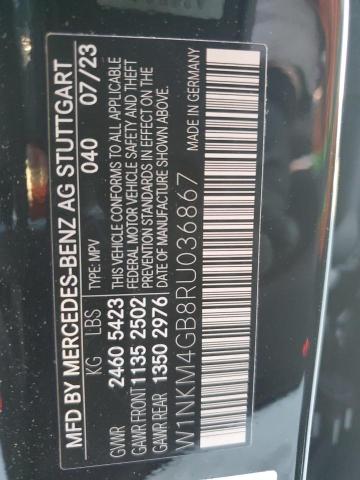 MFD BY MERCEDES-BENZ AG STUTTGART
KG LBS TYPE: MPV 040 07/23
GVWR 2460 5423 THIS VEHICLE CONFORMS TO ALL APPLICABLE
FEDERAL MOTOR VEHICLE SAFETY AND THEFT
GAWR FRONT 1135 2502 PREVENTION STANDARDS IN EFFECT ON THE
GAWR REAR 1350 2976 DATE OF MANUFACTURE SHOWN ABOVE.
MADE IN GERMANY
W1NKM4GB8RU036867